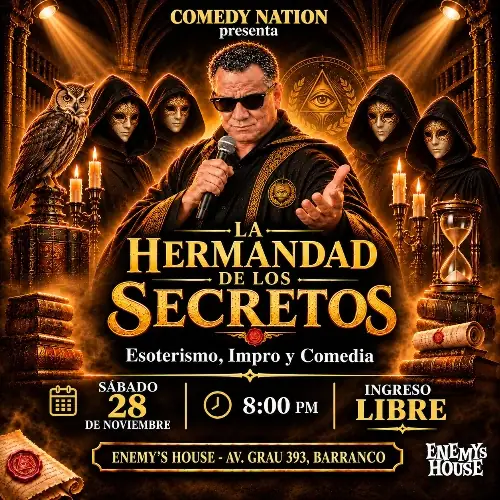 COMEDY NATION
presenta
LA
HERMANDAD
DE LOS
SECRETOS
Esoterismo, Impro y Comedia
SÁBADO
28
DE NOVIEMBRE
8:00 PM
INGRESO
LIBRE
ENEMY'S HOUSE - AV. GRAU 393, BARRANCO
ENEMY'S
HOUSE